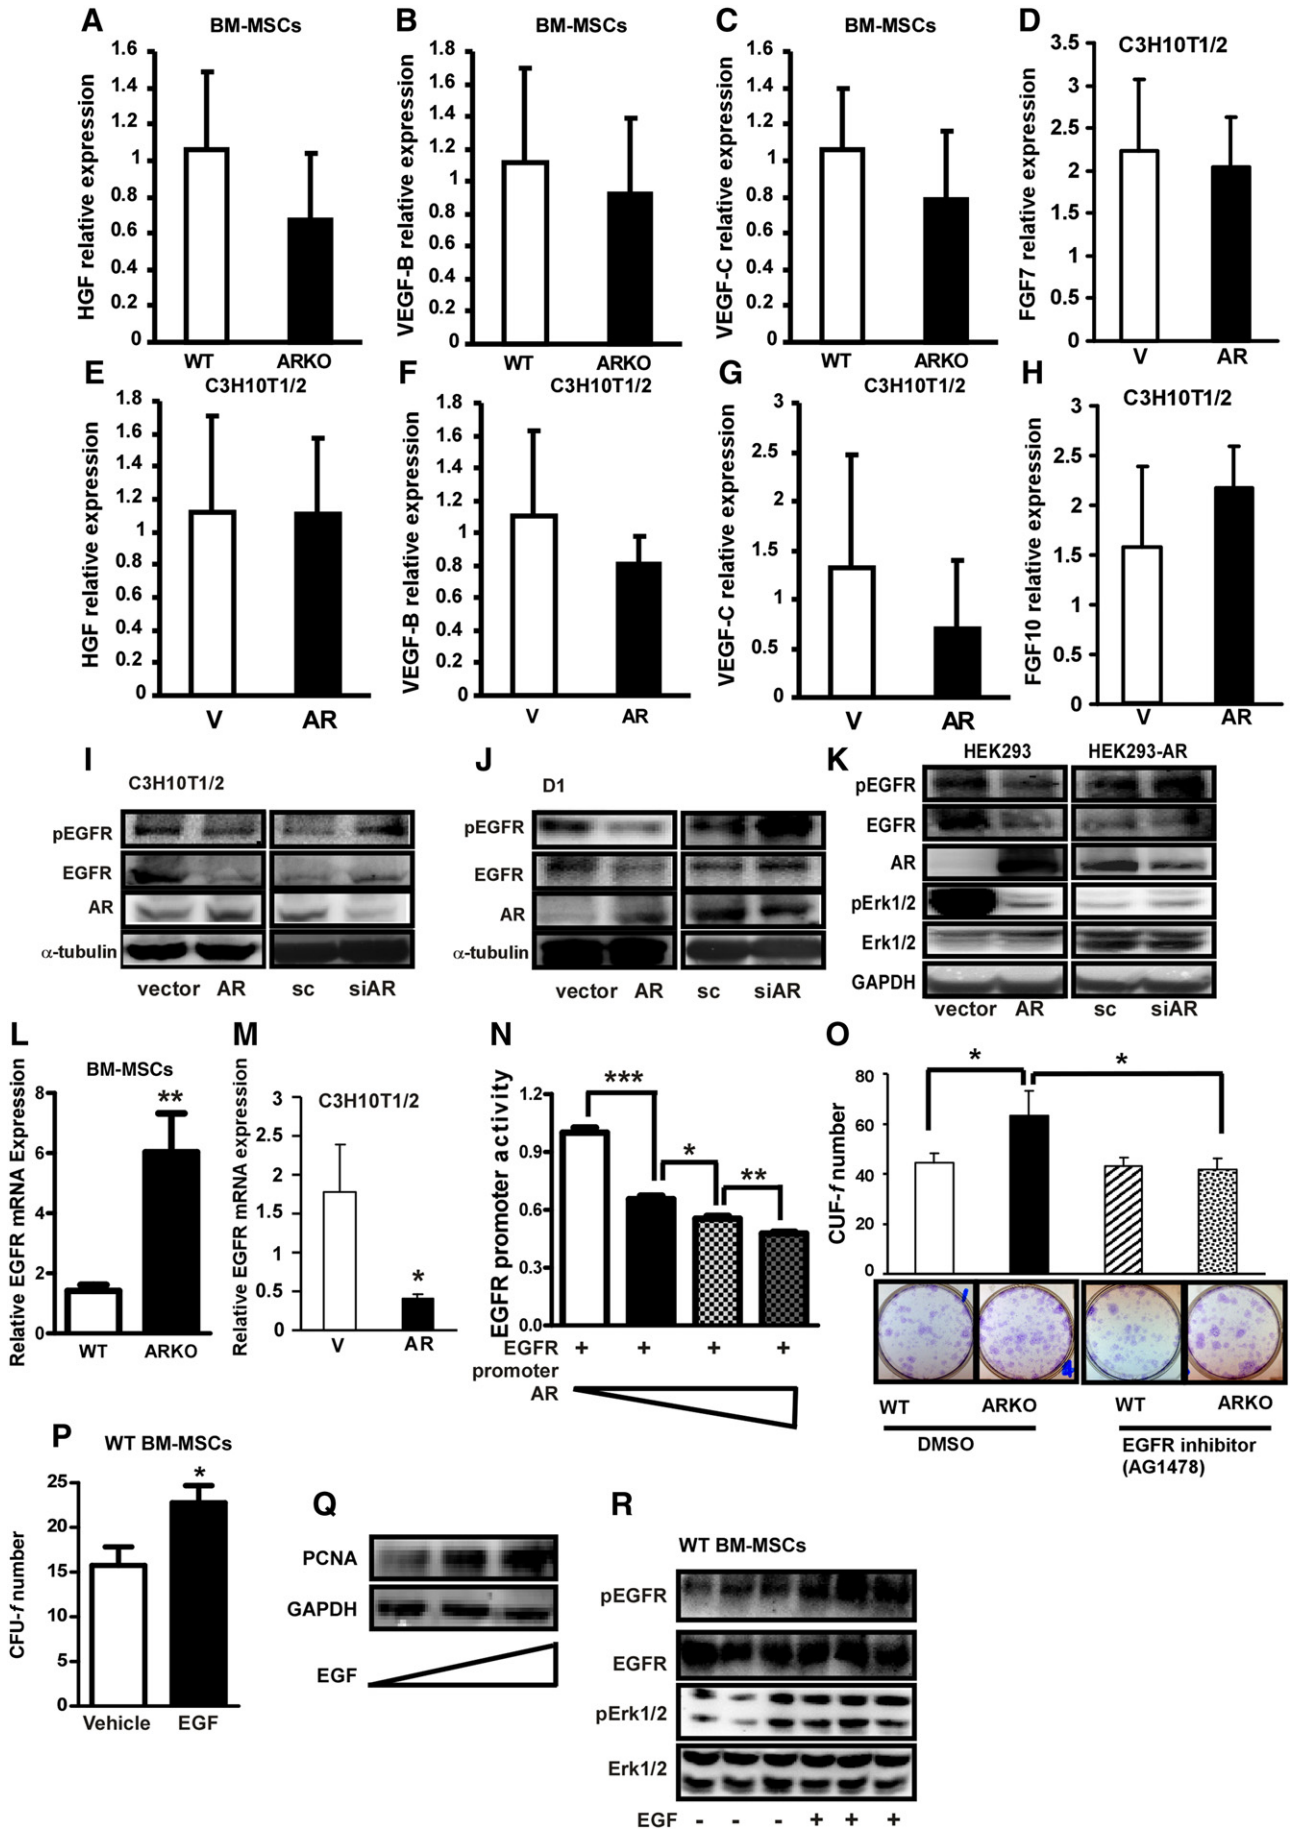 A
BM-MSCs
HGF relative expression
1.6
1.4
1.2
1
0.8
0.6
0.4
0.2
0
WT ARKO
B
BM-MSCs
VEGF-B relative expression
1.8
1.6
1.4
1.2
1
0.8
0.6
0.4
0.2
0
WT ARKO
C
BM-MSCs
VEGF-C relative expression
1.6
1.4
1.2
1
0.8
0.6
0.4
0.2
0
WT ARKO
D
C3H10T1/2
FGF7 relative expression
3.5
3
2.5
2
1.5
1
0.5
0
V AR
E
C3H10T1/2
HGF relative expression
1.8
1.6
1.4
1.2
1
0.8
0.6
0.4
0.2
0
V AR
F
C3H10T1/2
VEGF-B relative expression
1.8
1.6
1.4
1.2
1
0.8
0.6
0.4
0.2
0
V AR
G
C3H10T1/2
VEGF-C relative expression
3
2.5
2
1.5
1
0.5
0
V AR
H
C3H10T1/2
FGF10 relative expression
3
2.5
2
1.5
1
0.5
0
V AR
I
C3H10T1/2
pEGFR
EGFR
AR
α-tubulin
vector AR sc siAR
J
D1
pEGFR
EGFR
AR
α-tubulin
vector AR sc siAR
K
HEK293 HEK293-AR
pEGFR
EGFR
AR
pErk1/2
Erk1/2
GAPDH
vector AR sc siAR
L
BM-MSCs
Relative EGFR mRNA Expression
8
6
4
2
0
**
WT ARKO
M
C3H10T1/2
Relative EGFR mRNA expression
3
2.5
2
1.5
1
0.5
0
*
V AR
N
EGFR promoter activity
1.2
0.9
0.6
0.3
0.0
***
*
**
EGFR + + + +
promoter
AR
O
CUF-f number
80
60
40
20
0
* *
4
WT ARKO WT ARKO
DMSO EGFR inhibitor
(AG1478)
P
WT BM-MSCs
CFU-f number
25
20
15
10
5
0
*
Vehicle EGF
Q
PCNA
GAPDH
EGF
R
WT BM-MSCs
pEGFR
EGFR
pErk1/2
Erk1/2
EGF - - - + + +